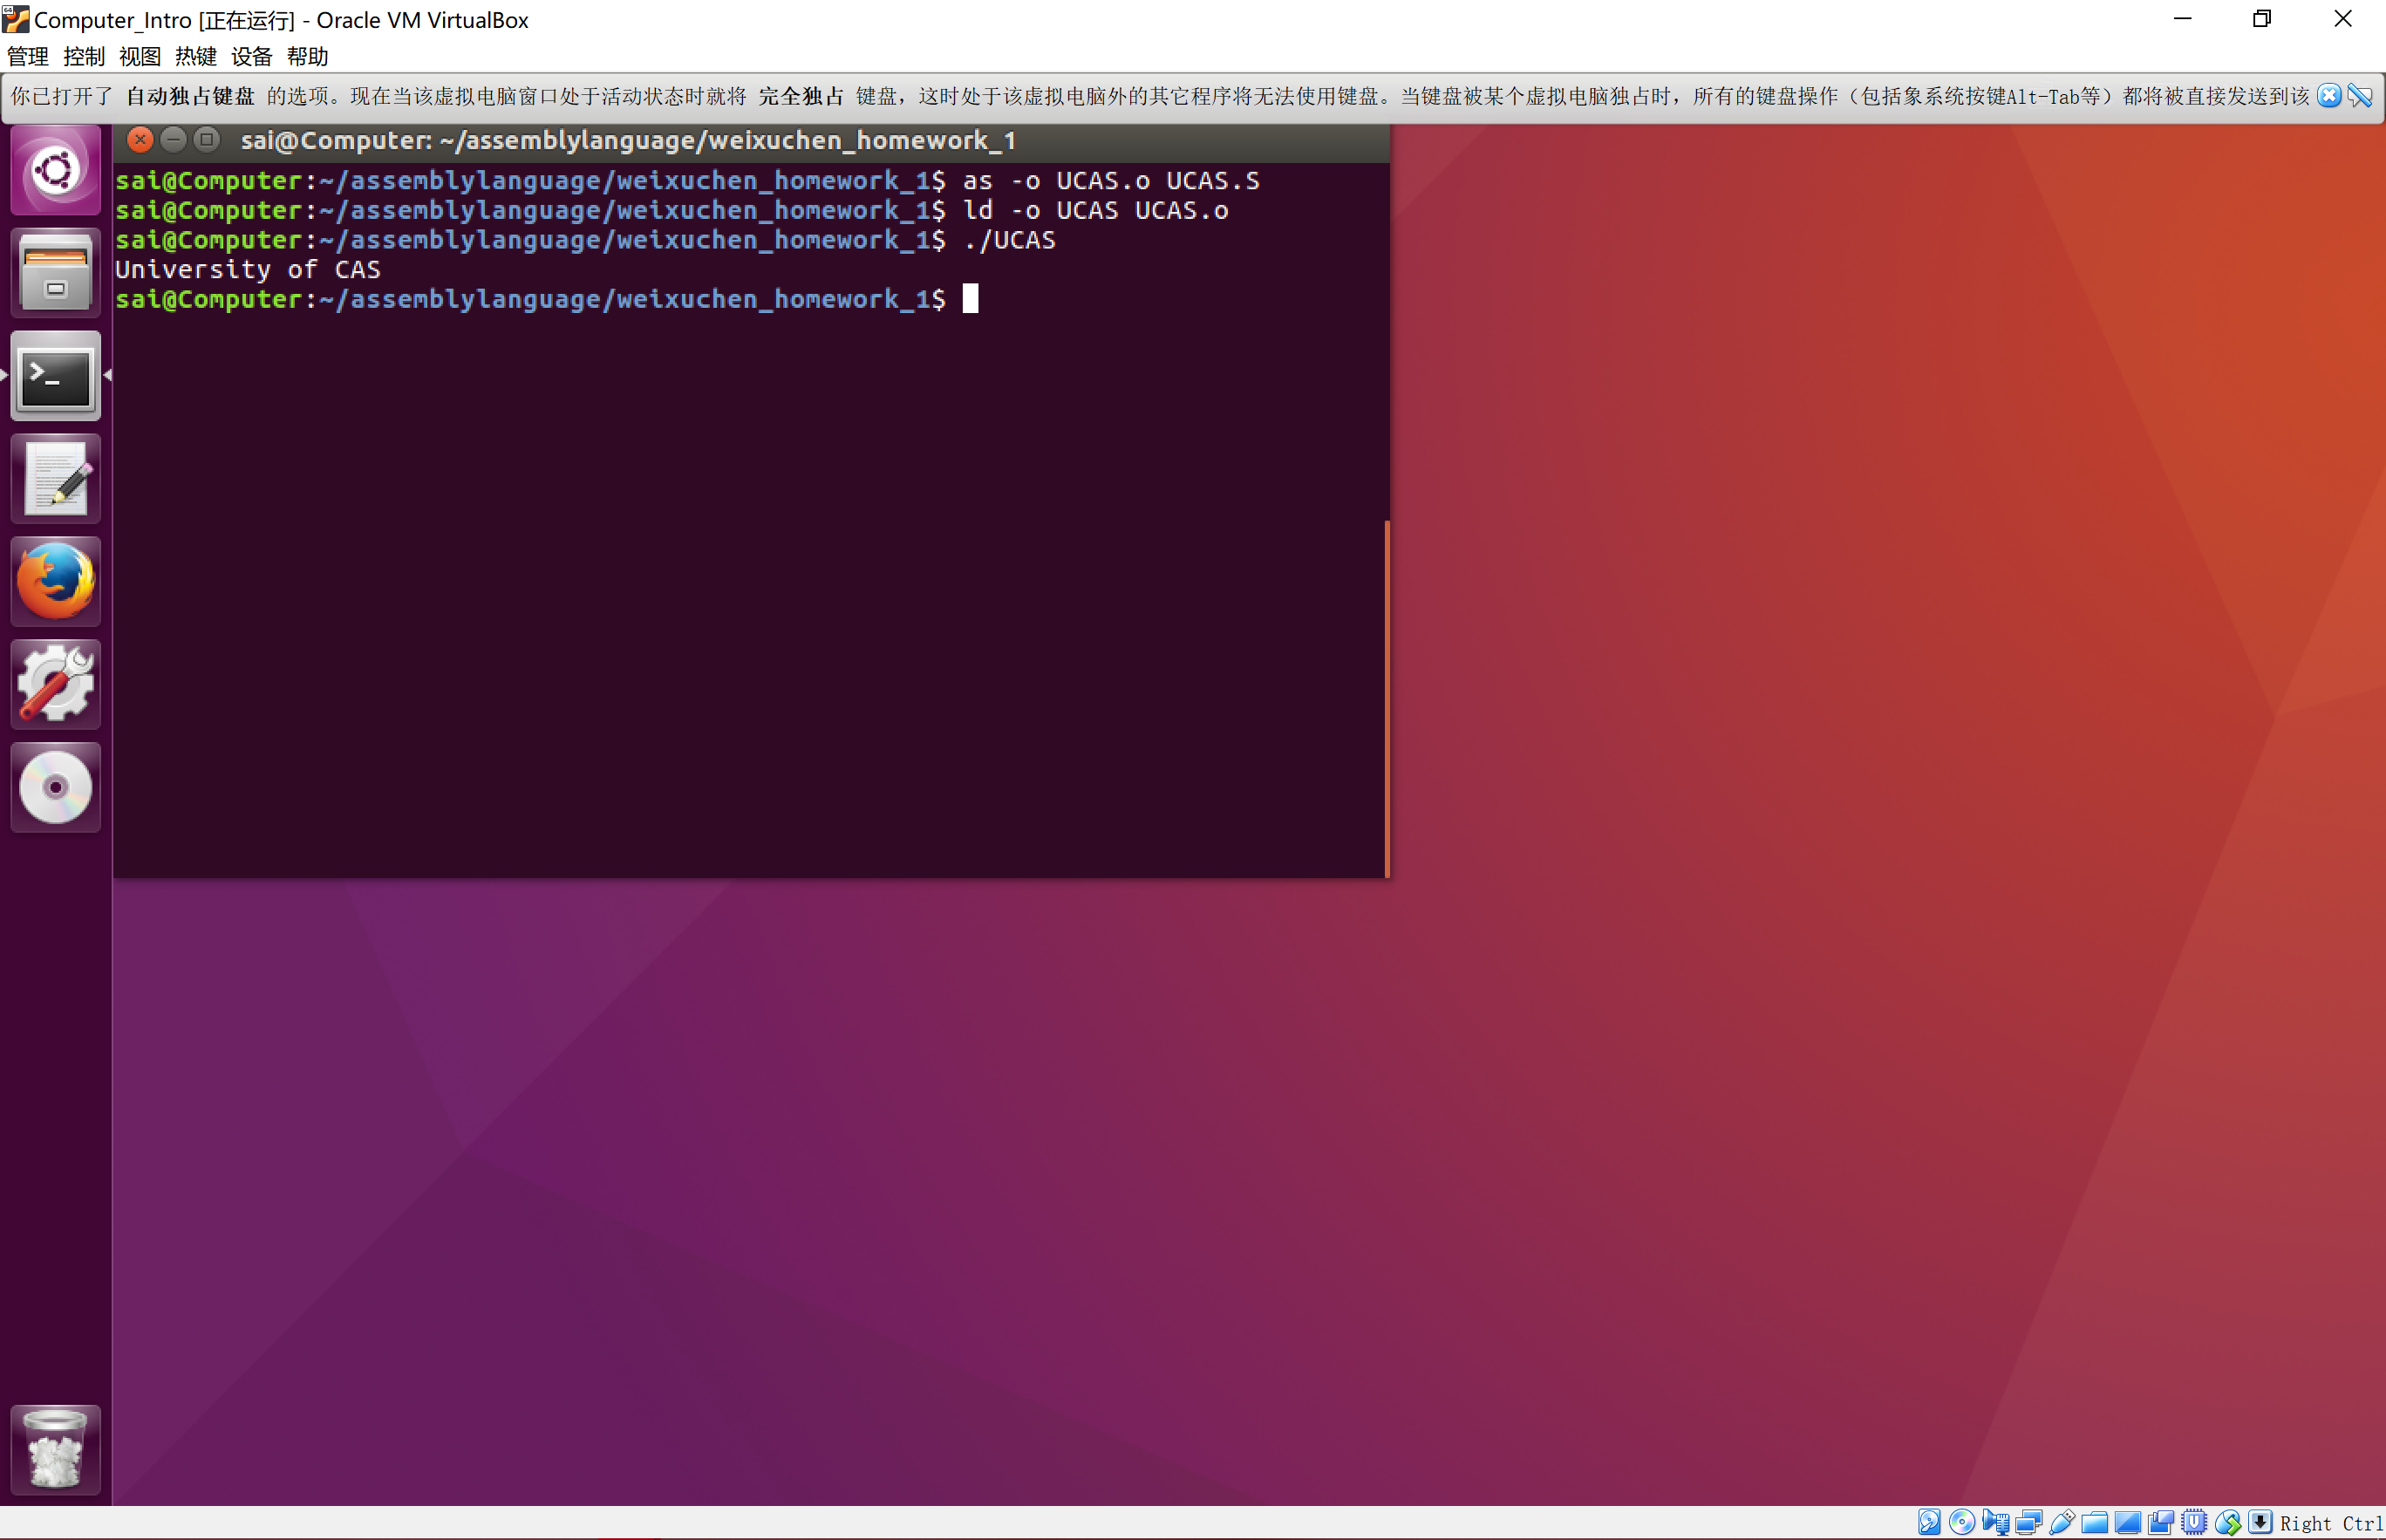 Computer_Intro [正在运行] - Oracle VM VirtualBox
管理 控制 视图 热键 设备 帮助
你已打开了 自动独占键盘 的选项。现在当该虚拟电脑窗口处于活动状态时就将 完全独占 键盘，这时处于该虚拟电脑外的其它程序将无法使用键盘。当键盘被某个虚拟电脑独占时，所有的键盘操作（包括象系统按键Alt-Tab等）都将被直接发送到该
sai@Computer: ~/assemblylanguage/weixuchen_homework_1
sai@Computer:~/assemblylanguage/weixuchen_homework_1$ as -o UCAS.o UCAS.S
sai@Computer:~/assemblylanguage/weixuchen_homework_1$ ld -o UCAS UCAS.o
sai@Computer:~/assemblylanguage/weixuchen_homework_1$ ./UCAS
University of CAS
sai@Computer:~/assemblylanguage/weixuchen_homework_1$
Right Ctrl